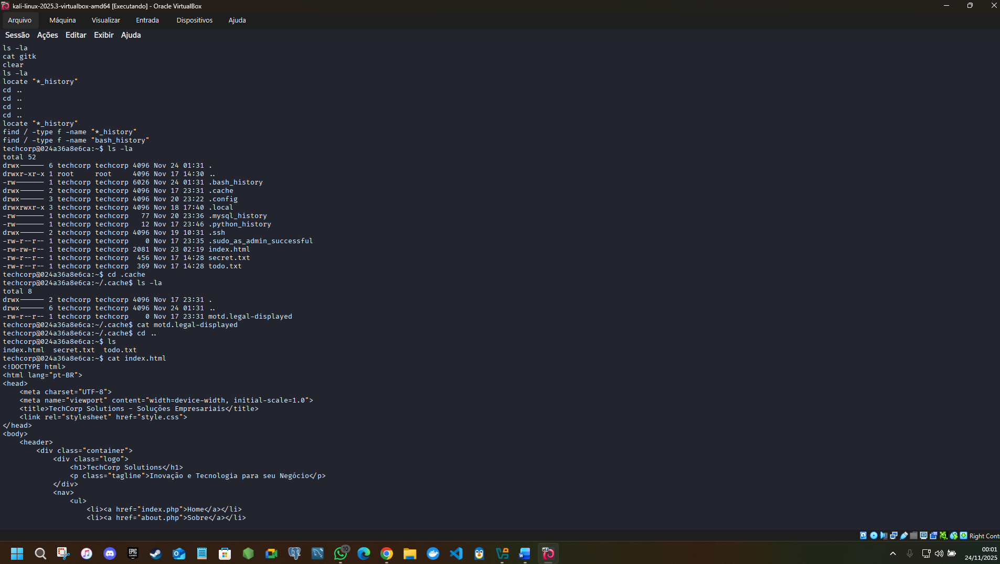 kali-linux-2025.3-virtualbox-amd64 [Executando] - Oracle VirtualBox
Arquivo Máquina Visualizar Entrada Dispositivos Ajuda
Sessão Ações Editar Exibir Ajuda
ls -la
cat gitk
clear
ls -la
locate "*_history"
cd ..
cd ..
cd ..
cd ..
locate "*_history"
find / -type f -name "*_history"
find / -type f -name "bash_history"
techcorp@024a36a8e6ca:~$ ls -la
total 52
drwx------ 6 techcorp techcorp 4096 Nov 24 01:31 .
drwxr-xr-x 1 root     root     4096 Nov 17 14:30 ..
-rw------- 1 techcorp techcorp 6026 Nov 24 01:31 .bash_history
drwx------ 2 techcorp techcorp 4096 Nov 17 23:31 .cache
drwx------ 3 techcorp techcorp 4096 Nov 20 23:22 .config
drwxrwxr-x 3 techcorp techcorp 4096 Nov 18 17:40 .local
-rw------- 1 techcorp techcorp   77 Nov 20 23:36 .mysql_history
-rw------- 1 techcorp techcorp   12 Nov 17 23:46 .python_history
drwx------ 2 techcorp techcorp 4096 Nov 19 10:31 .ssh
-rw-r--r-- 1 techcorp techcorp    0 Nov 17 23:35 .sudo_as_admin_successful
-rw-rw-r-- 1 techcorp techcorp 2081 Nov 23 02:19 index.html
-rw-r--r-- 1 techcorp techcorp  456 Nov 17 14:28 secret.txt
-rw-r--r-- 1 techcorp techcorp  369 Nov 17 14:28 todo.txt
techcorp@024a36a8e6ca:~$ cd .cache
techcorp@024a36a8e6ca:~/.cache$ ls -la
total 8
drwx------ 2 techcorp techcorp 4096 Nov 17 23:31 .
drwx------ 6 techcorp techcorp 4096 Nov 24 01:31 ..
-rw-r--r-- 1 techcorp techcorp    0 Nov 17 23:31 motd.legal-displayed
techcorp@024a36a8e6ca:~/.cache$ cat motd.legal-displayed
techcorp@024a36a8e6ca:~/.cache$ cd ..
techcorp@024a36a8e6ca:~$ ls
index.html  secret.txt  todo.txt
techcorp@024a36a8e6ca:~$ cat index.html
<!DOCTYPE html>
<html lang="pt-BR">
<head>
    <meta charset="UTF-8">
    <meta name="viewport" content="width=device-width, initial-scale=1.0">
    <title>TechCorp Solutions - Soluções Empresariais</title>
    <link rel="stylesheet" href="style.css">
</head>
<body>
    <header>
        <div class="container">
            <div class="logo">
                <h1>TechCorp Solutions</h1>
                <p class="tagline">Inovação e Tecnologia para seu Negócio</p>
            </div>
            <nav>
                <ul>
                    <li><a href="index.php">Home</a></li>
                    <li><a href="about.php">Sobre</a></li>
Right Cont
EPIC GAMES
10
00:01
24/11/2025